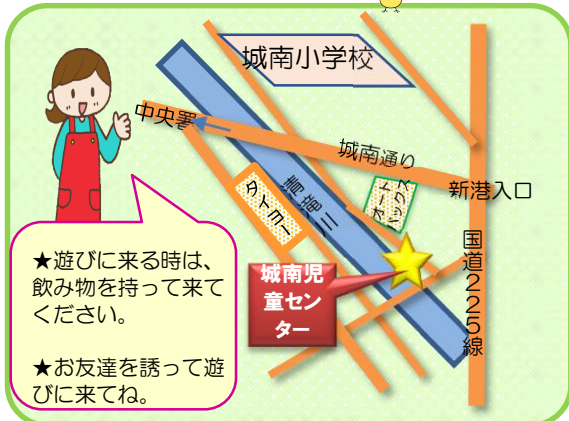 城南小学校
中央署
城南通り
新港入口
タイヨー
清滝川
オート
バックス
国道225線
城南児
童セン
ター
★遊びに来る時は、
飲み物を持って来て
ください。
★お友達を誘って遊
びに来てね。